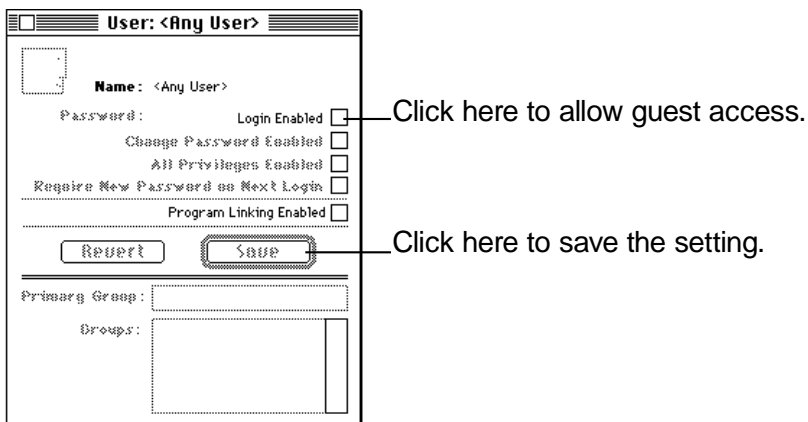 User: <Any User>
Name: <Any User>
Password:
Login Enabled
Click here to allow guest access.
Change Password Enabled
All Privileges Enabled
Require New Password on Next Login
Program Linking Enabled
Revert
Save
Click here to save the setting.
Primary Group:
Groups: